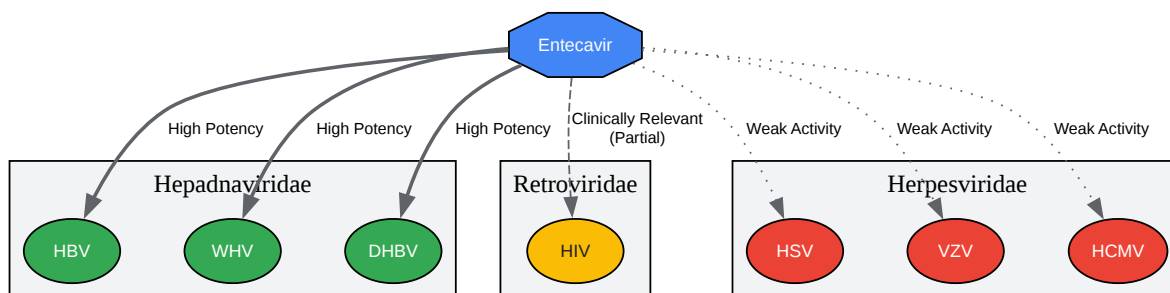 Entecavir
High Potency
High Potency
High Potency
Clinically Relevant
(Partial)
Weak Activity
Weak Activity
Weak Activity
Hepadnaviridae
Retroviridae
Herpesviridae
HBV
WHV
DHBV
HIV
HSV
VZV
HCMV